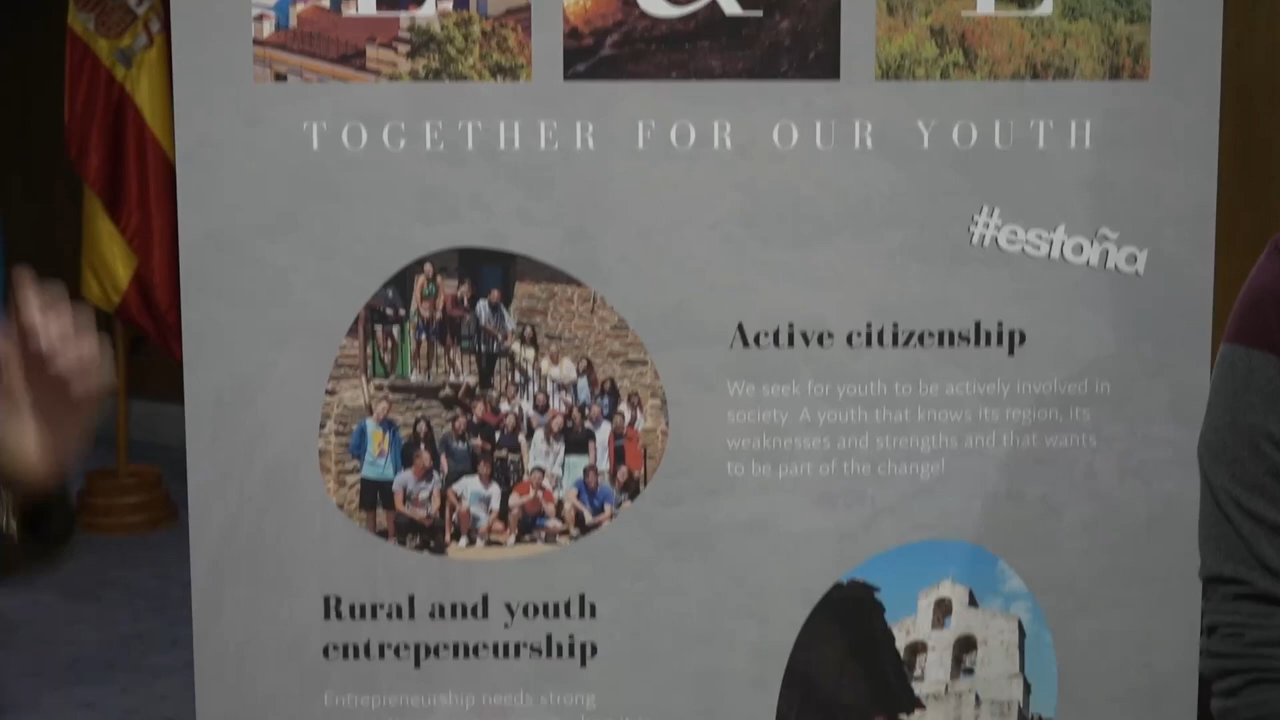 &
TOGETHER FOR OUR YOUTH
#estoña
Active citizenship
We seek for youth to be actively involved in
society. A youth that knows its region, its
weaknesses and strengths and that wants
to be part of the change!
Rural and youth
entrepeneurship
Entrepreneurship needs strong